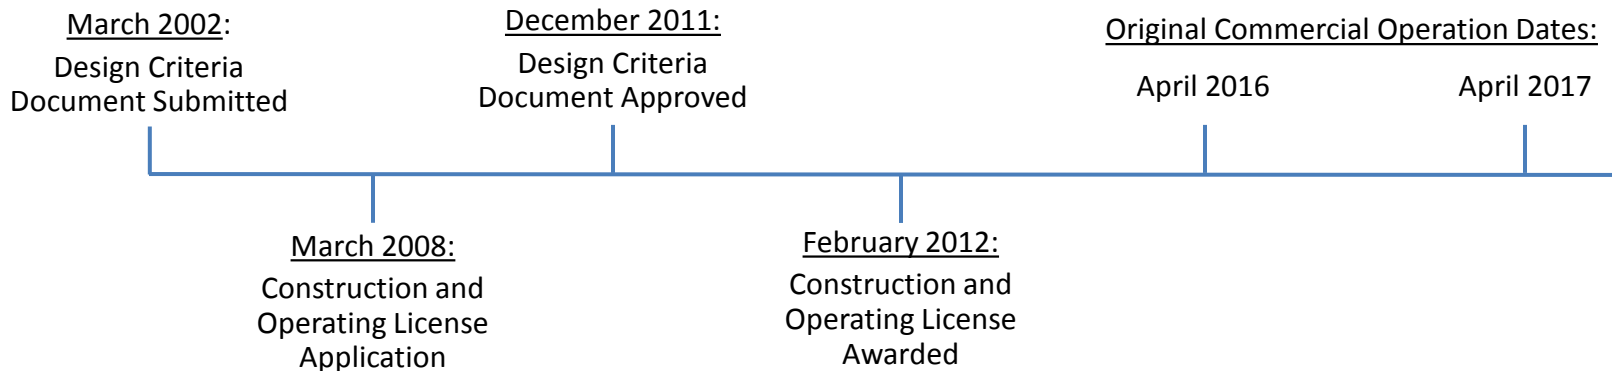 March 2002:
Design Criteria
Document Submitted
December 2011:
Design Criteria
Document Approved
Original Commercial Operation Dates:
April 2016
April 2017
March 2008:
Construction and
Operating License
Application
February 2012:
Construction and
Operating License
Awarded